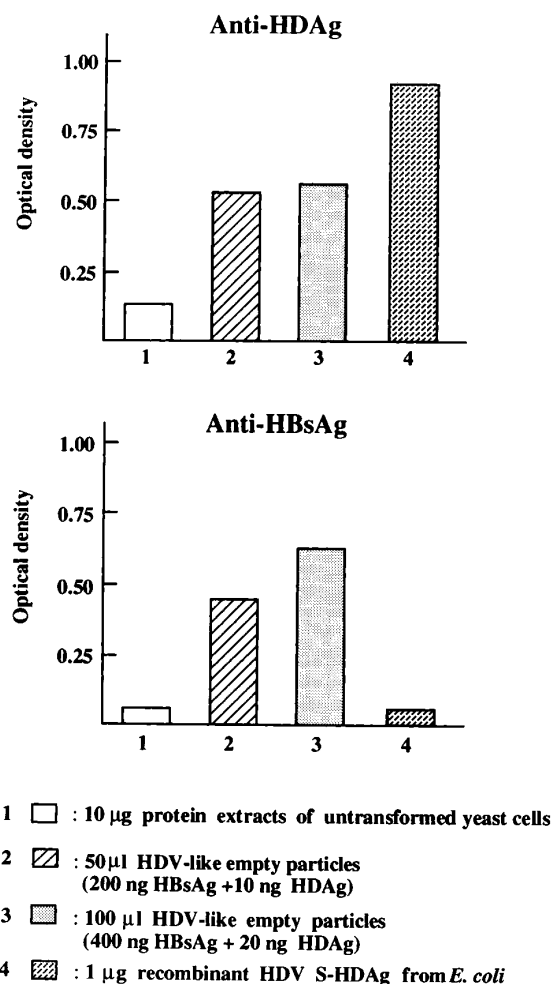 Anti-HDAg
Optical density
1.00
0.75
0.50
0.25
1 2 3 4
Anti-HBsAg
Optical density
1.00
0.75
0.50
0.25
1 2 3 4
1 : 10 µg protein extracts of untransformed yeast cells
2 : 50µl HDV-like empty particles
(200 ng HBsAg +10 ng HDAg)
3 : 100 µl HDV-like empty particles
(400 ng HBsAg + 20 ng HDAg)
4 : 1 µg recombinant HDV S-HDAg from E. coli